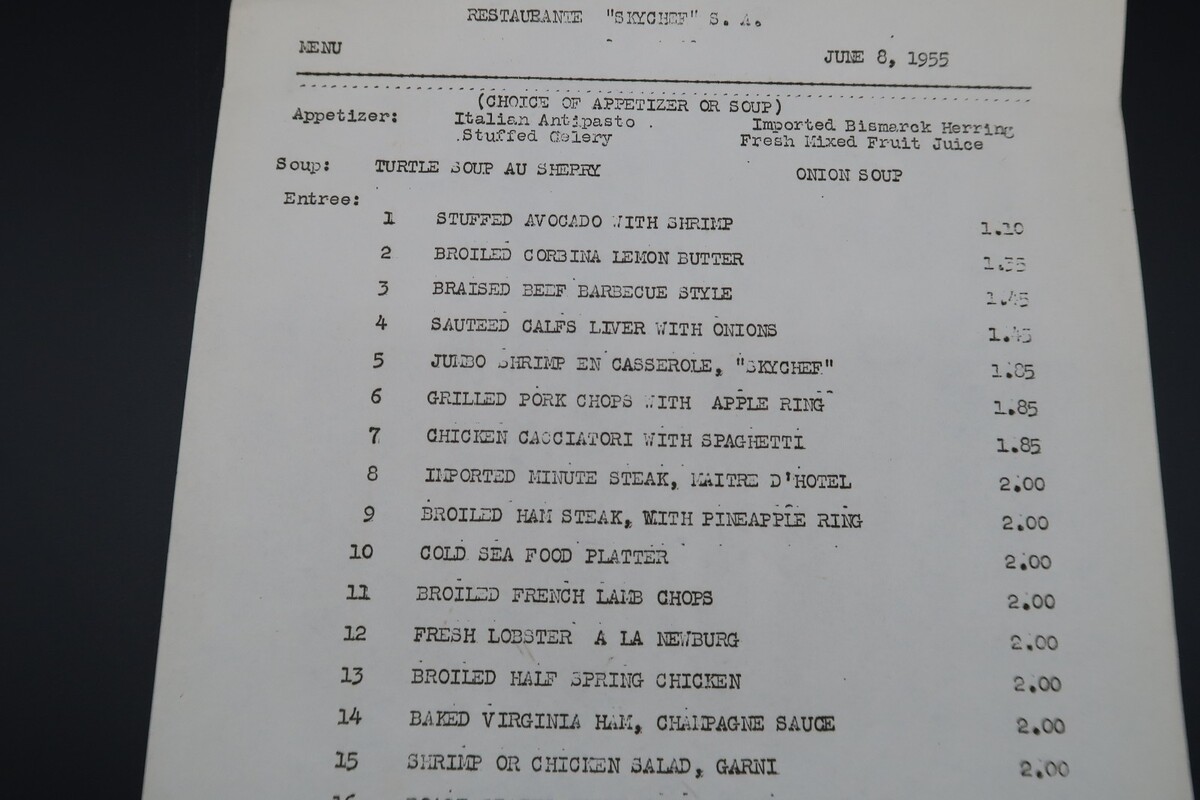 RESTAURANTE "SKYCHEF" S. A.
MENU JUNE 8, 1955
(CHOICE OF APPETIZER OR SOUP)
Appetizer: Italian Antipasto Imported Bismarck Herring
Stuffed Celery Fresh Mixed Fruit Juice
Soup: TURTLE SOUP AU SHERRY ONION SOUP
Entree:
1 STUFFED AVOCADO WITH SHRIMP 1.10
2 BROILED CORBINA LEMON BUTTER 1.35
3 BRAISED BEEF BARBECUE STYLE 1.45
4 SAUTEED CALFS LIVER WITH ONIONS 1.45
5 JUMBO SHRIMP EN CASSEROLE, "SKYCHEF" 1.85
6 GRILLED PORK CHOPS WITH APPLE RING 1.85
7 CHICKEN CACCIATORI WITH SPAGHETTI 1.85
8 IMPORTED MINUTE STEAK, MAITRE D'HOTEL 2.00
9 BROILED HAM STEAK, WITH PINEAPPLE RING 2.00
10 COLD SEA FOOD PLATTER 2.00
11 BROILED FRENCH LAMB CHOPS 2.00
12 FRESH LOBSTER A LA NEWBURG 2.00
13 BROILED HALF SPRING CHICKEN 2.00
14 BAKED VIRGINIA HAM, CHAMPAGNE SAUCE 2.00
15 SHRIMP OR CHICKEN SALAD, GARNI 2.00
16